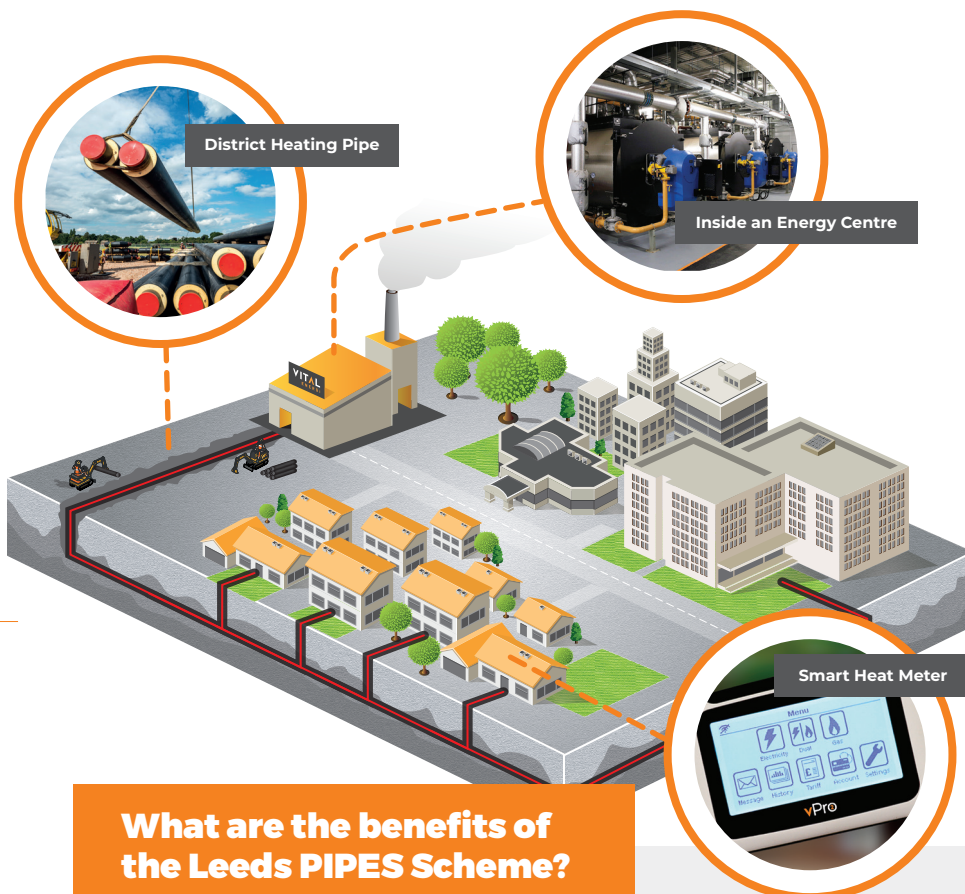 District Heating Pipe
Inside an Energy Centre
VITAL
ENERGI
Smart Heat Meter
Menu
Electricity
Dual
Gas
Message
History
Tariff
Account
Settings
vPro
What are the benefits of
the Leeds PIPES Scheme?